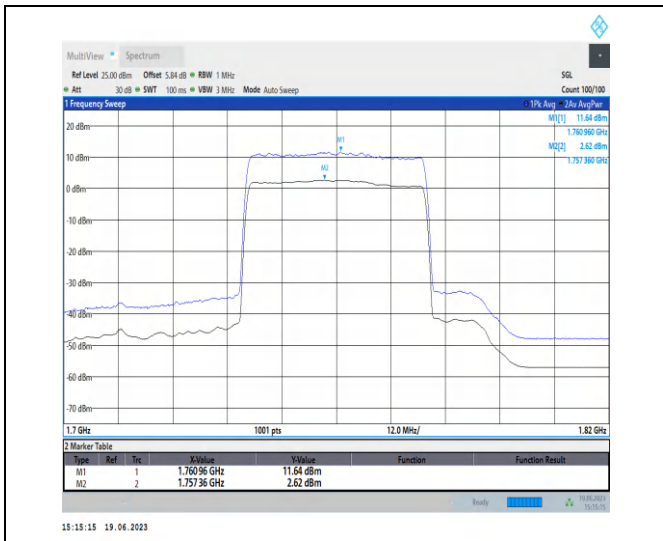 MultiView Spectrum
Ref Level 25.00 dBm Offset 5.84 dB RBW 1 MHz SGL
Att 30 dB SWT 100 ms VBW 3 MHz Mode Auto Sweep Count 100/100
1 Frequency Sweep 1Pk Avg 2Av AvgPwr
M1[1] 11.64 dBm
1.760 960 GHz
M2[2] 2.62 dBm
1.757 360 GHz
20 dBm
M1
10 dBm
M2
0 dBm
-10 dBm
-20 dBm
-30 dBm
-40 dBm
-50 dBm
-60 dBm
-70 dBm
1.7 GHz 1001 pts 12.0 MHz/ 1.82 GHz
2 Marker Table
Type Ref Trc X-Value Y-Value Function Function Result
M1 1 1.76096 GHz 11.64 dBm
M2 2 1.75736 GHz 2.62 dBm
Ready 19.06.2023
15:15:15
15:15:15 19.06.2023